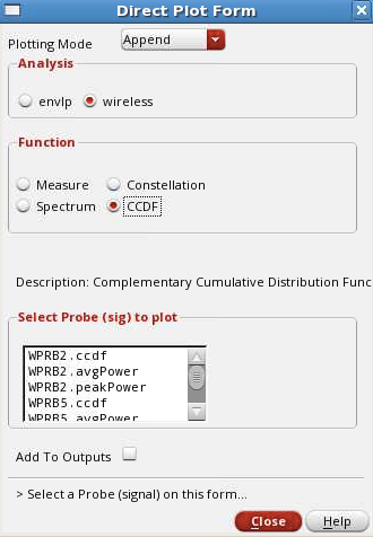 Direct Plot Form
Plotting Mode Append
Analysis
envlp wireless
Function
Measure Constellation
Spectrum CCDF
Description: Complementary Cumulative Distribution Func
Select Probe (sig) to plot
WPRB2.ccdf
WPRB2.avgPower
WPRB2.peakPower
WPRB5.ccdf
WPRB5.avgPower
Add To Outputs
> Select a Probe (signal) on this form...
Close Help